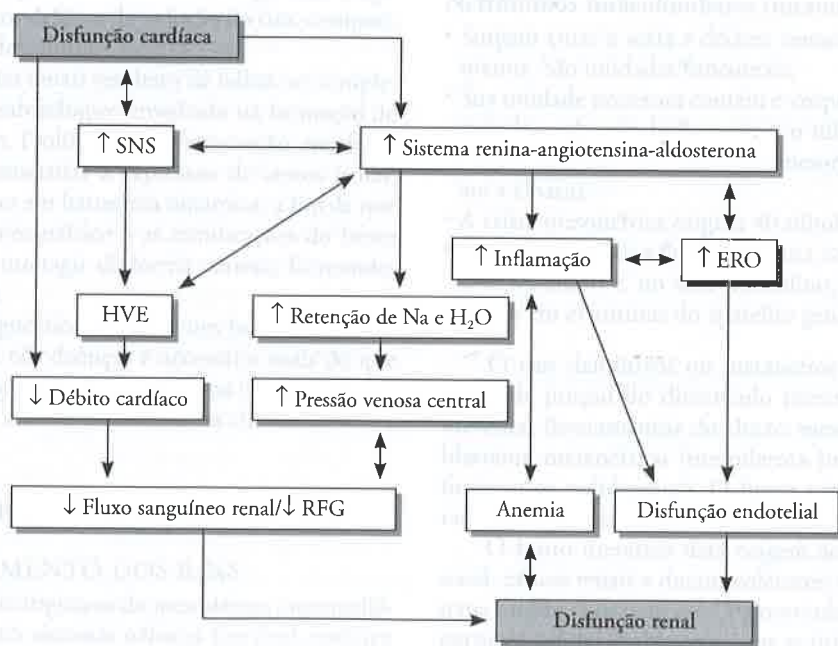 Disfunção cardíaca
↑ SNS
↑ Sistema renina-angiotensina-aldosterona
↑ Inflamação
↑ ERO
HVE
↑ Retenção de Na e H₂O
↓ Débito cardíaco
↑ Pressão venosa central
↓ Fluxo sanguíneo renal/↓ RFG
Anemia
Disfunção endotelial
Disfunção renal